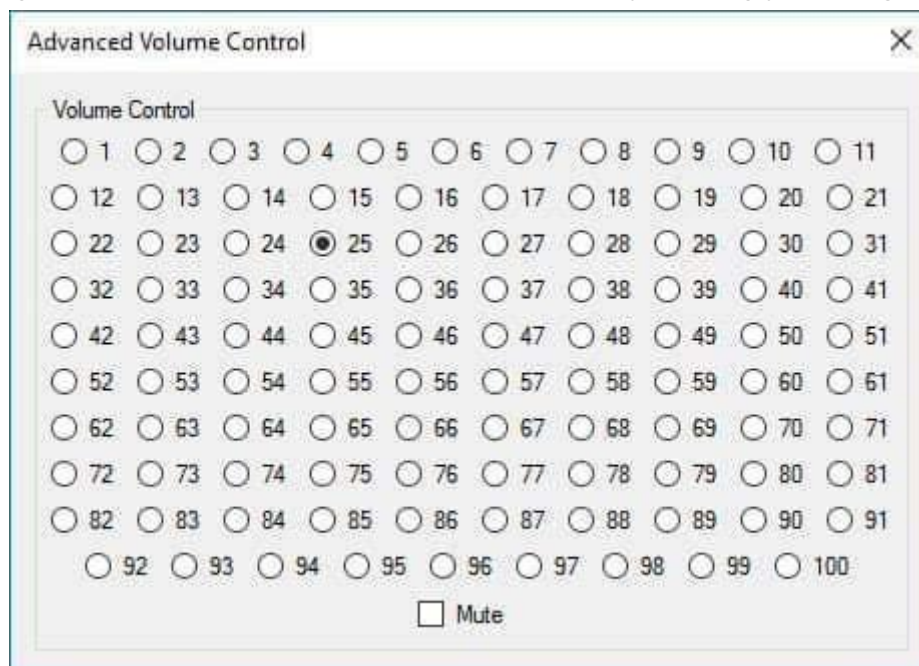 Advanced Volume Control
Volume Control
1 2 3 4 5 6 7 8 9 10 11
12 13 14 15 16 17 18 19 20 21
22 23 24 25 26 27 28 29 30 31
32 33 34 35 36 37 38 39 40 41
42 43 44 45 46 47 48 49 50 51
52 53 54 55 56 57 58 59 60 61
62 63 64 65 66 67 68 69 70 71
72 73 74 75 76 77 78 79 80 81
82 83 84 85 86 87 88 89 90 91
92 93 94 95 96 97 98 99 100
Mute